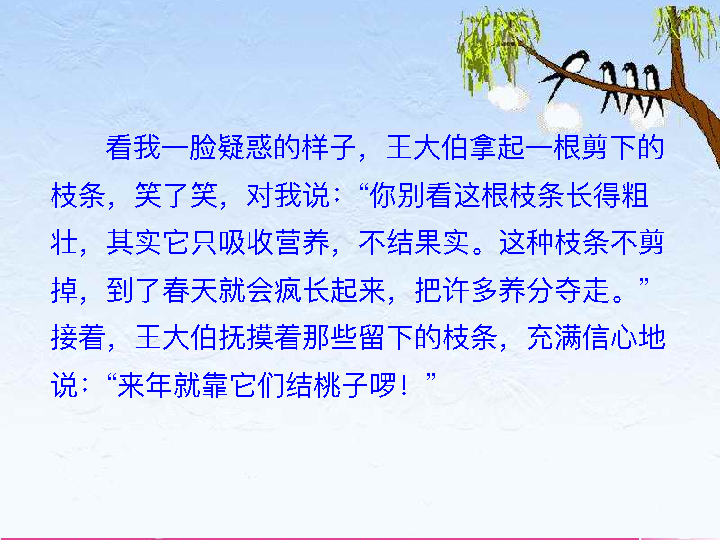 看我一脸疑惑的样子，王大伯拿起一根剪下的
枝条，笑了笑，对我说：“你别看这根枝条长得粗
壮，其实它只吸收营养，不结果实。这种枝条不剪
掉，到了春天就会疯长起来，把许多养分夺走。”
接着，王大伯抚摸着那些留下的枝条，充满信心地
说：“来年就靠它们结桃子啰！”